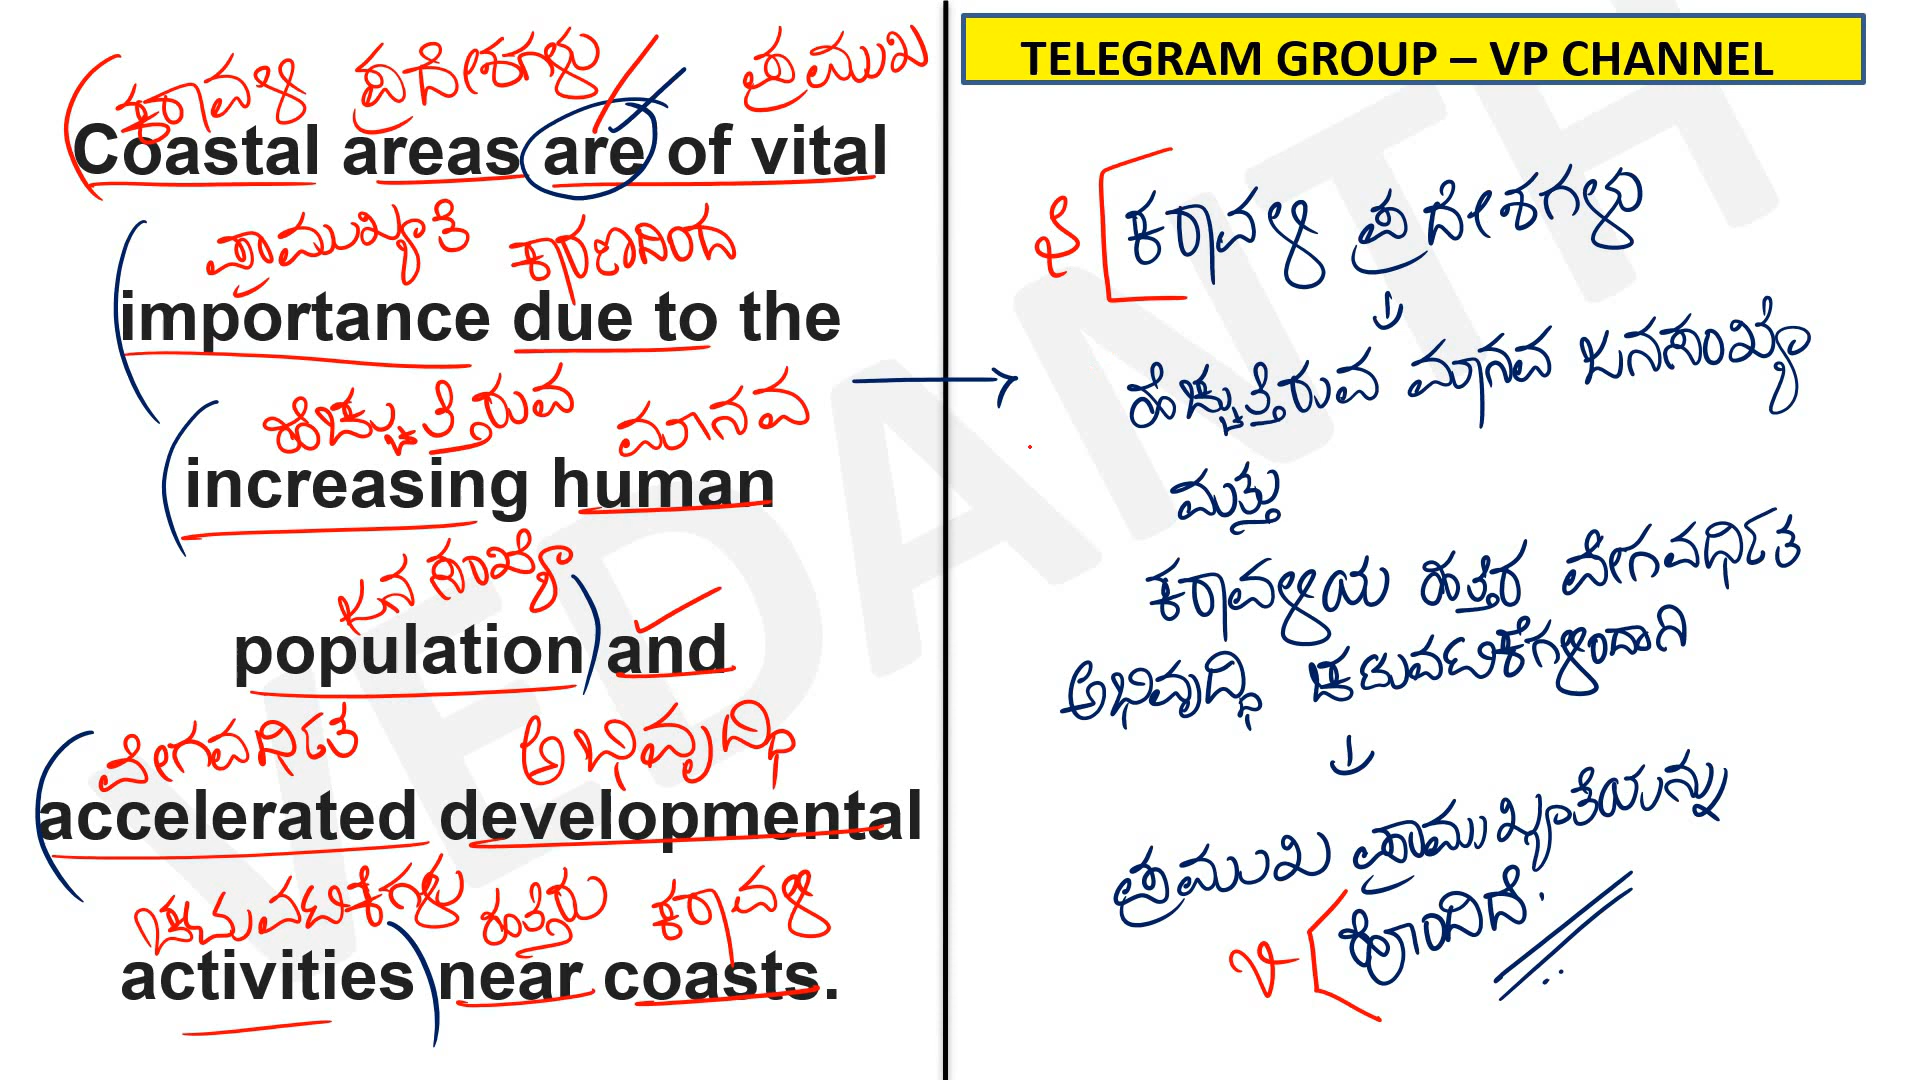 ಕರಾವಳಿ ಪ್ರದೇಶಗಳು ಪ್ರಮುಖ
Coastal areas are of vital
ಪ್ರಾಮುಖ್ಯತೆ ಕಾರಣದಿಂದ
importance due to the
ಹೆಚ್ಚುತ್ತಿರುವ ಮಾನವ
increasing human
ಜನಸಂಖ್ಯೆ
population and
ವೇಗವರ್ಧಿತ ಅಭಿವೃದ್ಧಿ
accelerated developmental
ಚಟುವಟಿಕೆಗಳು ಹತ್ತಿರ ಕರಾವಳಿ
activities near coasts.
TELEGRAM GROUP – VP CHANNEL
ಕರಾವಳಿ ಪ್ರದೇಶಗಳು
ಹೆಚ್ಚುತ್ತಿರುವ ಮಾನವ ಜನಸಂಖ್ಯೆ
ಮತ್ತು
ಕರಾವಳಿಯ ಹತ್ತಿರ ವೇಗವರ್ಧಿತ
ಅಭಿವೃದ್ಧಿ ಚಟುವಟಿಕೆಗಳಿಂದಾಗಿ
ಪ್ರಮುಖ ಪ್ರಾಮುಖ್ಯತೆಯನ್ನು
ಹೊಂದಿದೆ.
VEDANTH